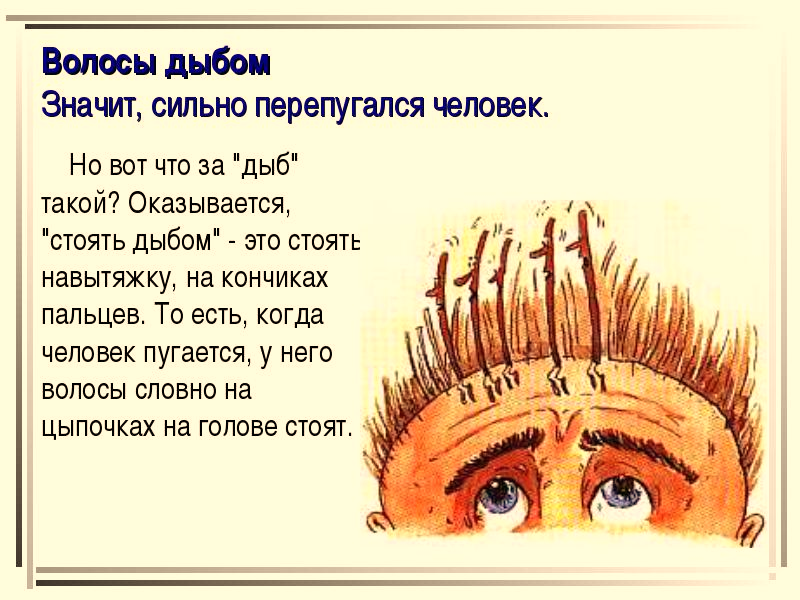 Волосы дыбом
Значит, сильно перепугался человек.
Но вот что за "дыб"
такой? Оказывается,
"стоять дыбом" - это стоять
навытяжку, на кончиках
пальцев. То есть, когда
человек пугается, у него
волосы словно на
цыпочках на голове стоят.